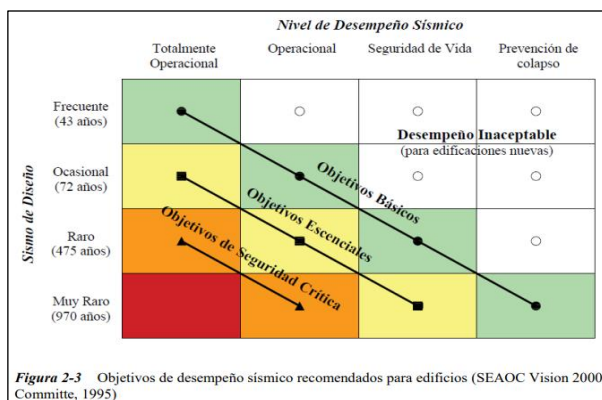 Nivel de Desempeño Sísmico
Totalmente
Operacional
Operacional
Seguridad de Vida
Prevención de
colapso
Sismo de Diseño
Frecuente
(43 años)
Ocasional
(72 años)
Raro
(475 años)
Muy Raro
(970 años)
Desempeño Inaceptable
(para edificaciones nuevas)
Objetivos Básicos
Objetivos Escenciales
Objetivos de Seguridad Crítica
Figura 2-3 Objetivos de desempeño sísmico recomendados para edificios (SEAOC Vision 2000
Committe, 1995)